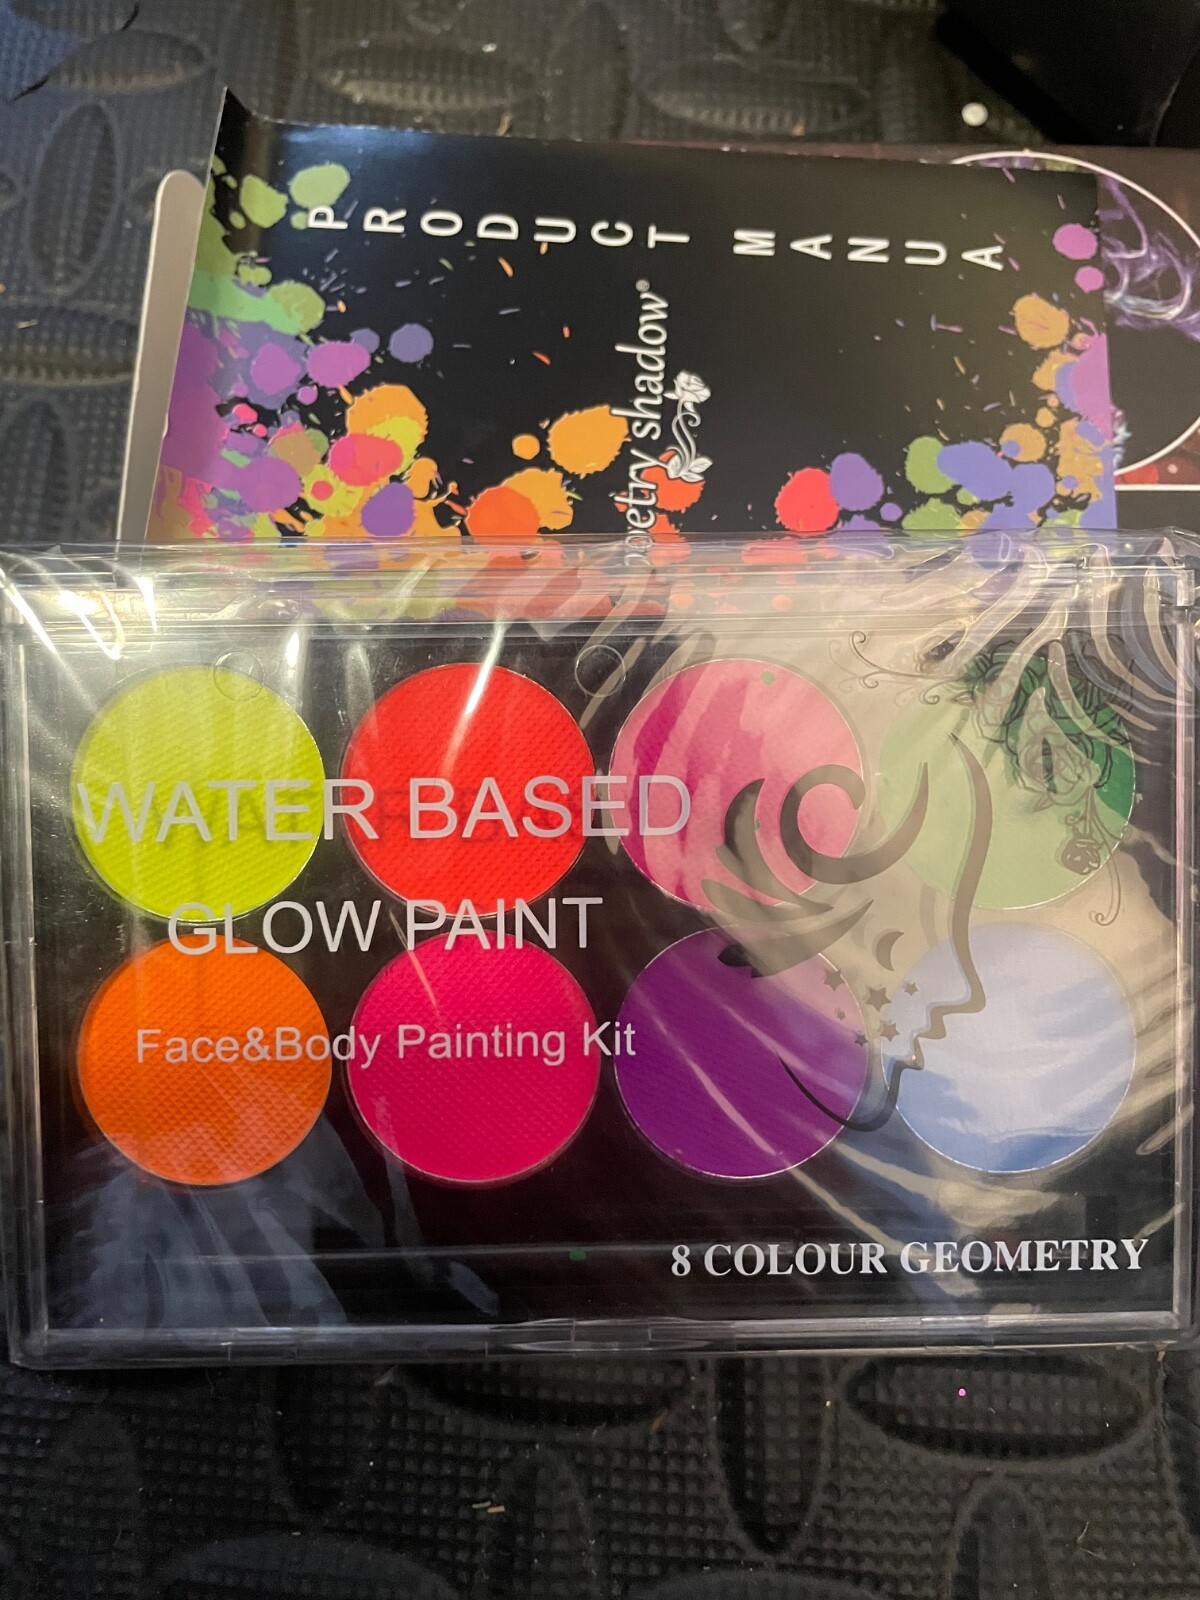 PRODUCT MANUA
poetry shadow®
WATER BASED
GLOW PAINT
Face&Body Painting Kit
8 COLOUR GEOMETRY